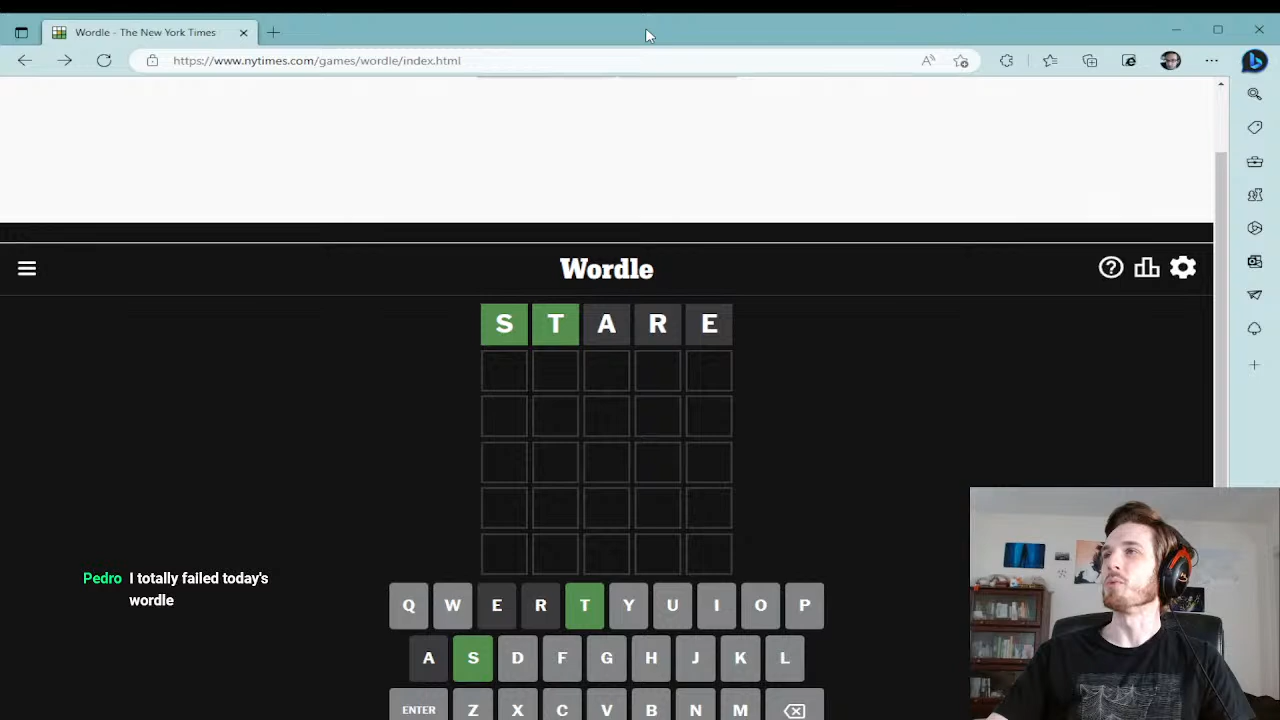 Wordle - The New York Times
https://www.nytimes.com/games/wordle/index.html
Wordle
S T A R E
Pedro I totally failed today's
wordle
Q W E R T Y U I O P
A S D F G H J K L
ENTER Z X C V B N M